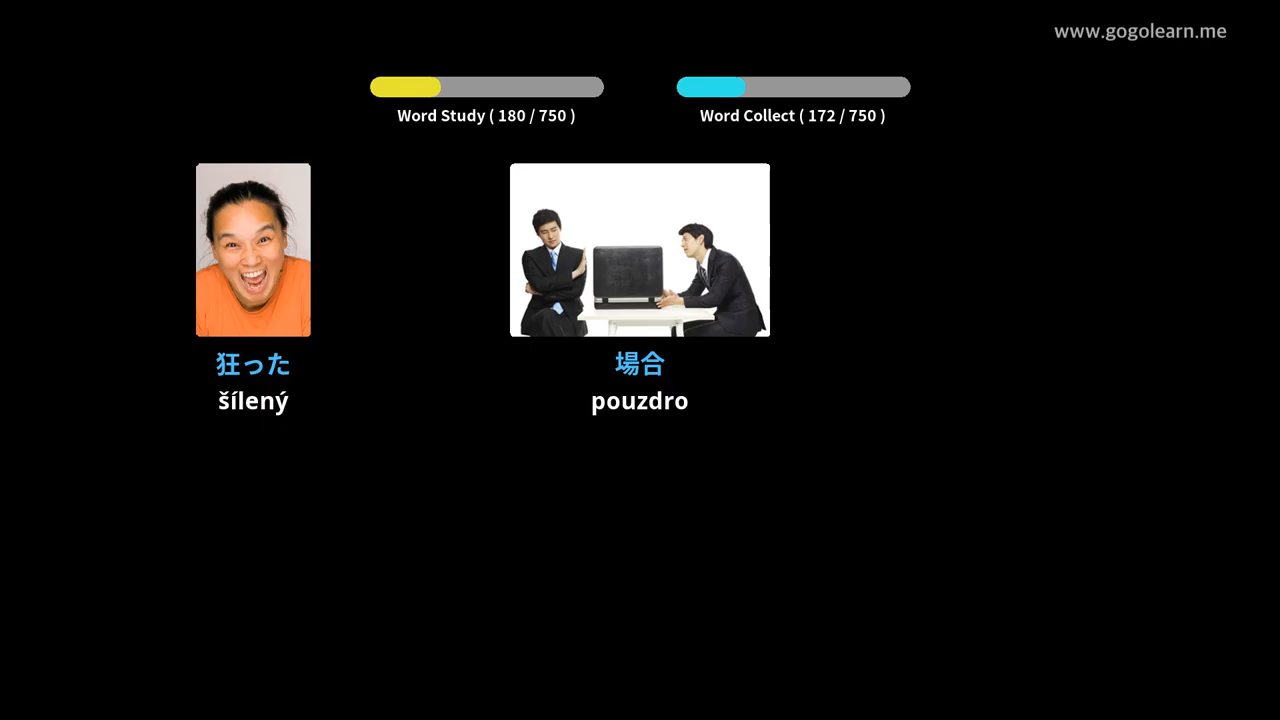 www.gogolearn.me
Word Study ( 180 / 750 )
Word Collect ( 172 / 750 )
狂った
šílený
場合
pouzdro